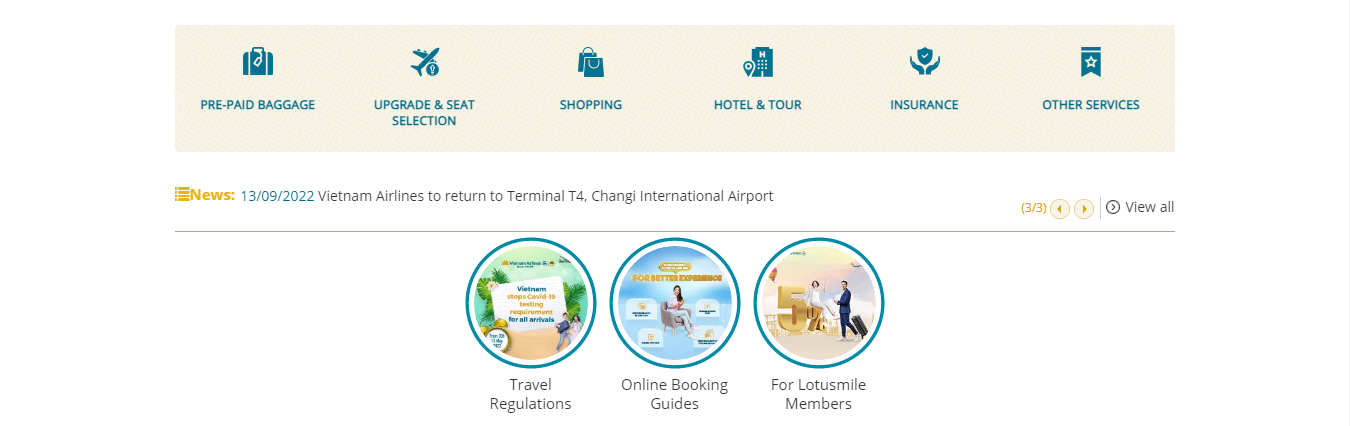 PRE-PAID BAGGAGE
UPGRADE & SEAT
SELECTION
SHOPPING
HOTEL & TOUR
INSURANCE
OTHER SERVICES
News: 13/09/2022 Vietnam Airlines to return to Terminal T4, Changi International Airport
(3/3)
View all
Vietnam Airlines
Vietnam
stops Covid-19
testing
requirement
for all arrivals
FOR BETTER EXPERIENCE
5%
Travel
Regulations
Online Booking
Guides
For Lotusmile
Members